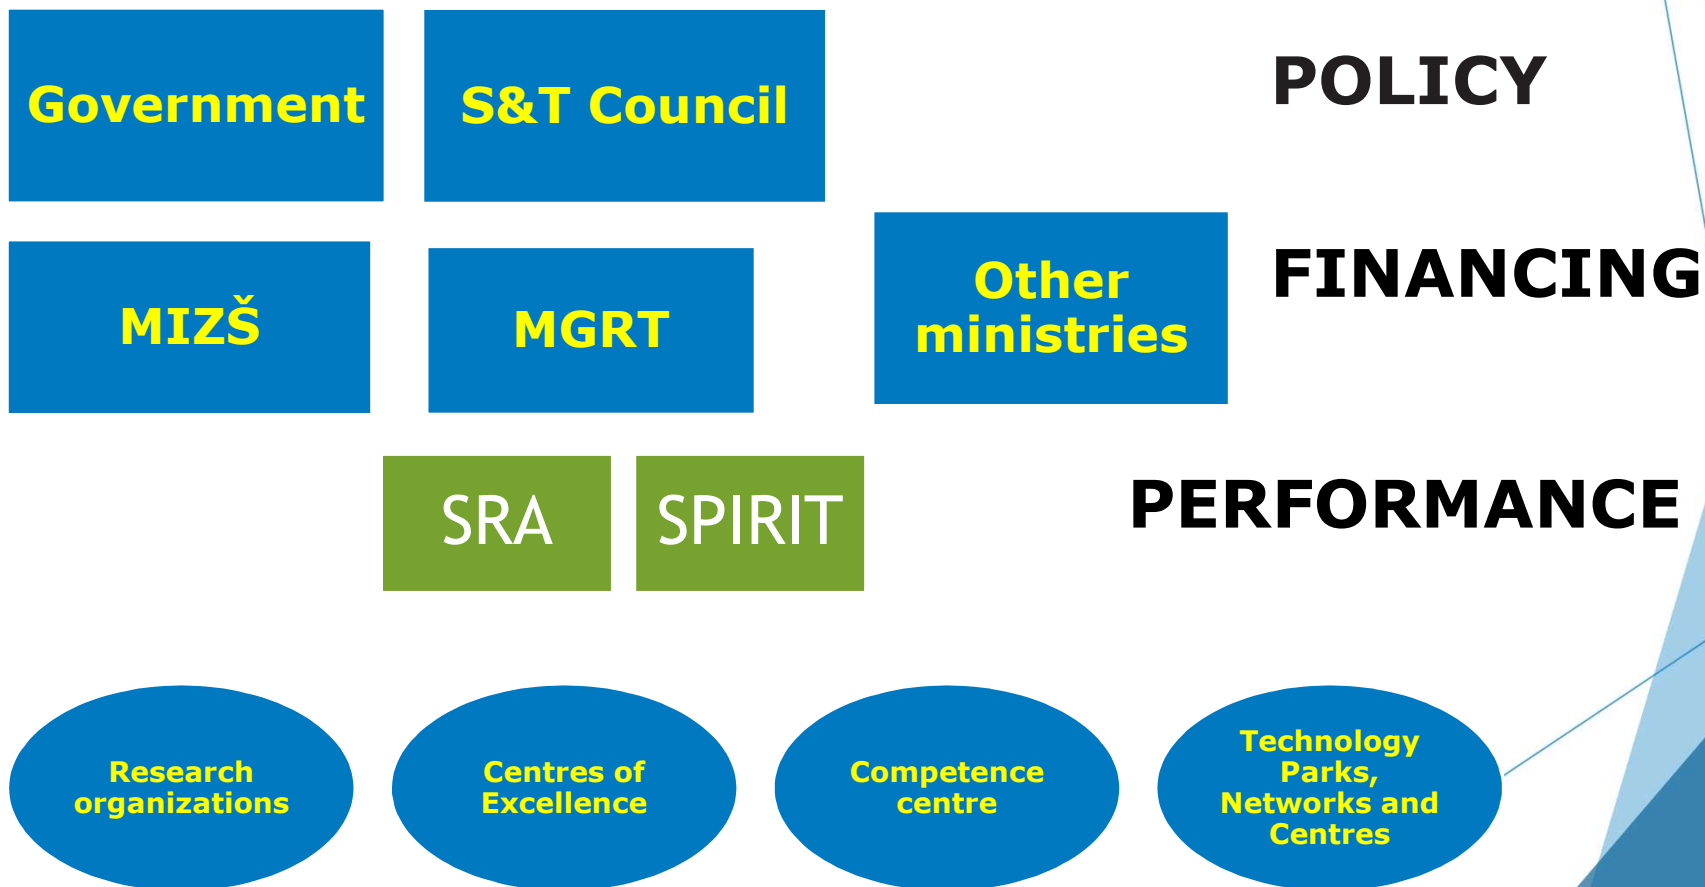 Government
S&T Council
POLICY
MIZŠ
MGRT
Other
ministries
FINANCING
SRA
SPIRIT
PERFORMANCE
Research
organizations
Centres of
Excellence
Competence
centre
Technology
Parks,
Networks and
Centres